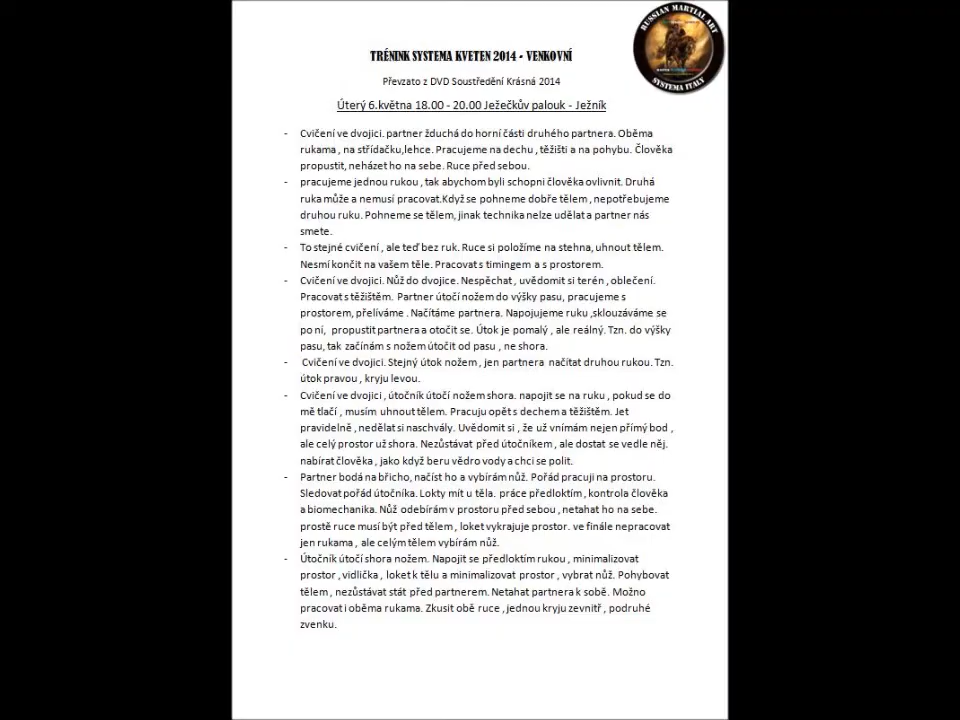 RUSSIAN MARTIAL ART
SYSTEMA ITALY
TRÉNINK SYSTEMA KVETEN 2014 - VENKOVNÍ
Převzato z DVD Soustředění Krásná 2014
Úterý 6.května 18.00 - 20.00 Ježečkův palouk - Ježník
- Cvičení ve dvojici. partner žduchá do horní části druhého partnera. Oběma
rukama , na střídačku,lehce. Pracujeme na dechu , těžišti a na pohybu. Člověka
propustit, neházet ho na sebe. Ruce před sebou.
- pracujeme jednou rukou , tak abychom byli schopni člověka ovlivnit. Druhá
ruka může a nemusí pracovat.Když se pohneme dobře tělem , nepotřebujeme
druhou ruku. Pohneme se tělem, jinak technika nelze udělat a partner nás
smete.
- To stejné cvičení , ale teď bez ruk. Ruce si položíme na stehna, uhnout tělem.
Nesmí končit na vašem těle. Pracovat s timingem a s prostorem.
- Cvičení ve dvojici. Nůž do dvojice. Nespěchat , uvědomit si terén , oblečení.
Pracovat s těžištěm. Partner útočí nožem do výšky pasu, pracujeme s
prostorem, přelíváme . Načítáme partnera. Napojujeme ruku ,sklouzáváme se
po ní, propustit partnera a otočit se. Útok je pomalý , ale reálný. Tzn. do výšky
pasu, tak začínám s nožem útočit od pasu , ne shora.
- Cvičení ve dvojici. Stejný útok nožem , jen partnera načítat druhou rukou. Tzn.
útok pravou , kryju levou.
- Cvičení ve dvojici , útočník útočí nožem shora. napojit se na ruku , pokud se do
mě tlačí , musím uhnout tělem. Pracuju opět s dechem a těžištěm. Jet
pravidelně , nedělat si naschvály. Uvědomit si , že už vnímám nejen přímý bod ,
ale celý prostor už shora. Nezůstávat před útočníkem , ale dostat se vedle něj.
nabírat člověka , jako když beru vědro vody a chci se polit.
- Partner bodá na břicho, načíst ho a vybírám nůž. Pořád pracuji na prostoru.
Sledovat pořád útočníka. Lokty mít u těla. práce předloktím , kontrola člověka
a biomechanika. Nůž odebírám v prostoru před sebou , netahat ho na sebe.
prostě ruce musí být před tělem , loket vykrajuje prostor. ve finále nepracovat
jen rukama , ale celým tělem vybírám nůž.
- Útočník útočí shora nožem. Napojit se předloktím rukou , minimalizovat
prostor , vidlička , loket k tělu a minimalizovat prostor , vybrat nůž. Pohybovat
tělem , nezůstávat stát před partnerem. Netahat partnera k sobě. Možno
pracovat i oběma rukama. Zkusit obě ruce , jednou kryju zevnitř , podruhé
zvenku.